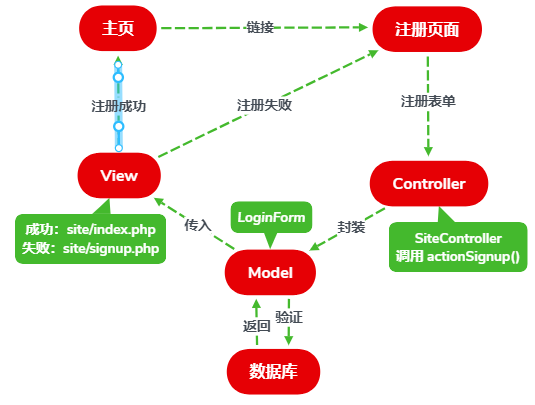 主页
链接
注册页面
注册成功
注册失败
注册表单
View
Controller
成功：site/index.php
失败：site/signup.php
传入
LoginForm
封装
SiteController
调用 actionSignup()
Model
返回
验证
数据库